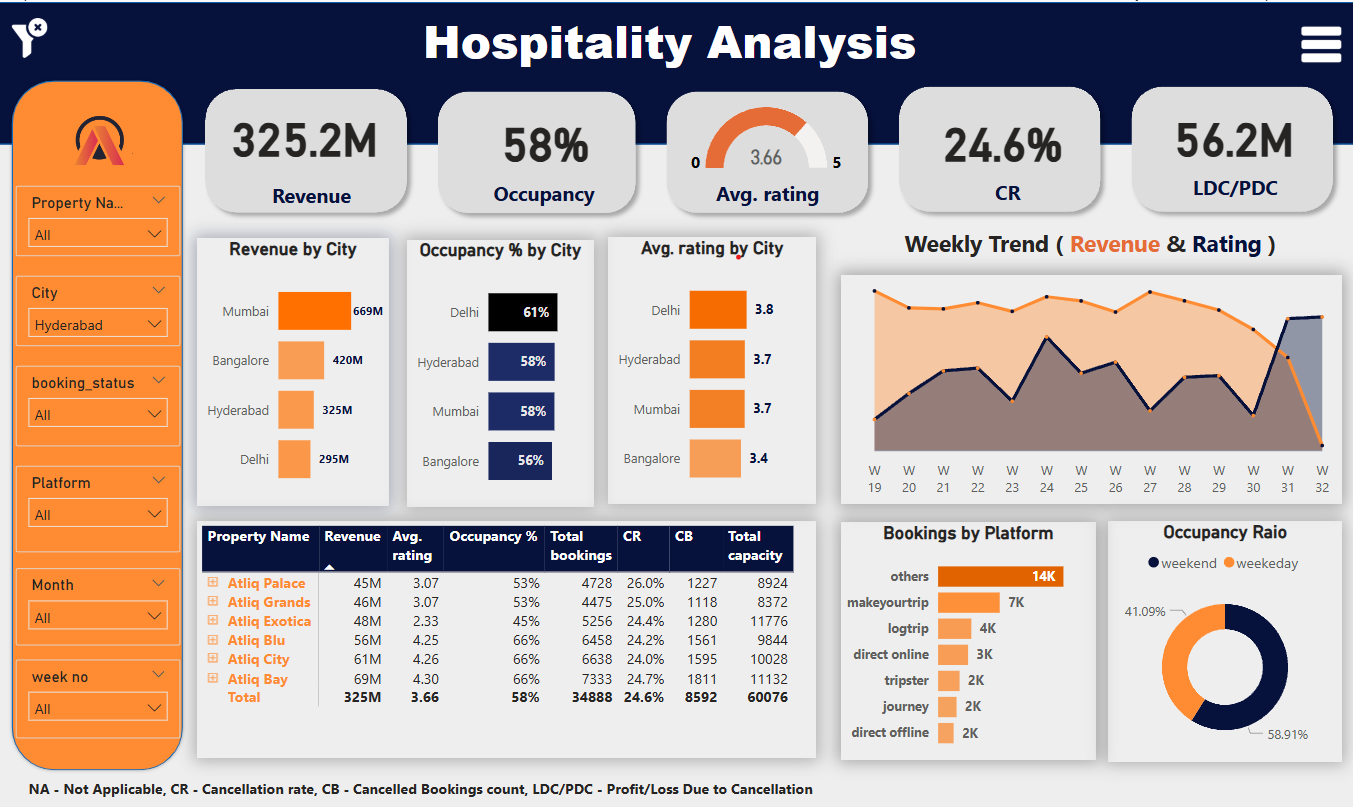 Hospitality Analysis
325.2M
Revenue
58%
Occupancy
0
3.66
5
Avg. rating
24.6%
CR
56.2M
LDC/PDC
Property Na...
All
City
Hyderabad
booking_status
All
Platform
All
Month
All
week no
All
Revenue by City
Mumbai 669M
Bangalore 420M
Hyderabad 325M
Delhi 295M
Occupancy % by City
Delhi 61%
Hyderabad 58%
Mumbai 58%
Bangalore 56%
Avg. rating by City
Delhi 3.8
Hyderabad 3.7
Mumbai 3.7
Bangalore 3.4
Weekly Trend ( Revenue & Rating )
W W W W W W W W W W W W W W
19 20 21 22 23 24 25 26 27 28 29 30 31 32
Property Name Revenue Avg. Occupancy % Total CR CB Total
rating bookings capacity
Atliq Palace 45M 3.07 53% 4728 26.0% 1227 8924
Atliq Grands 46M 3.07 53% 4475 25.0% 1118 8372
Atliq Exotica 48M 2.33 45% 5256 24.4% 1280 11776
Atliq Blu 56M 4.25 66% 6458 24.2% 1561 9844
Atliq City 61M 4.26 66% 6638 24.0% 1595 10028
Atliq Bay 69M 4.30 66% 7333 24.7% 1811 11132
Total 325M 3.66 58% 34888 24.6% 8592 60076
Bookings by Platform
others 14K
makeyourtrip 7K
logtrip 4K
direct online 3K
tripster 2K
journey 2K
direct offline 2K
Occupancy Raio
weekend weekeday
41.09%
58.91%
NA - Not Applicable, CR - Cancellation rate, CB - Cancelled Bookings count, LDC/PDC - Profit/Loss Due to Cancellation